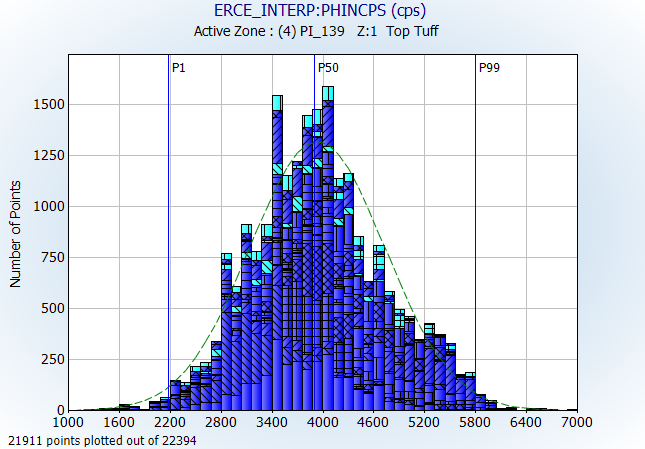 ERCE_INTERP:PHINCPS (cps)
Active Zone : (4) PI_139 Z:1 Top Tuff
P1 P50 P99
1500
1250
1000
750
500
250
0
Number of Points
1000 1600 2200 2800 3400 4000 4600 5200 5800 6400 7000
21911 points plotted out of 22394